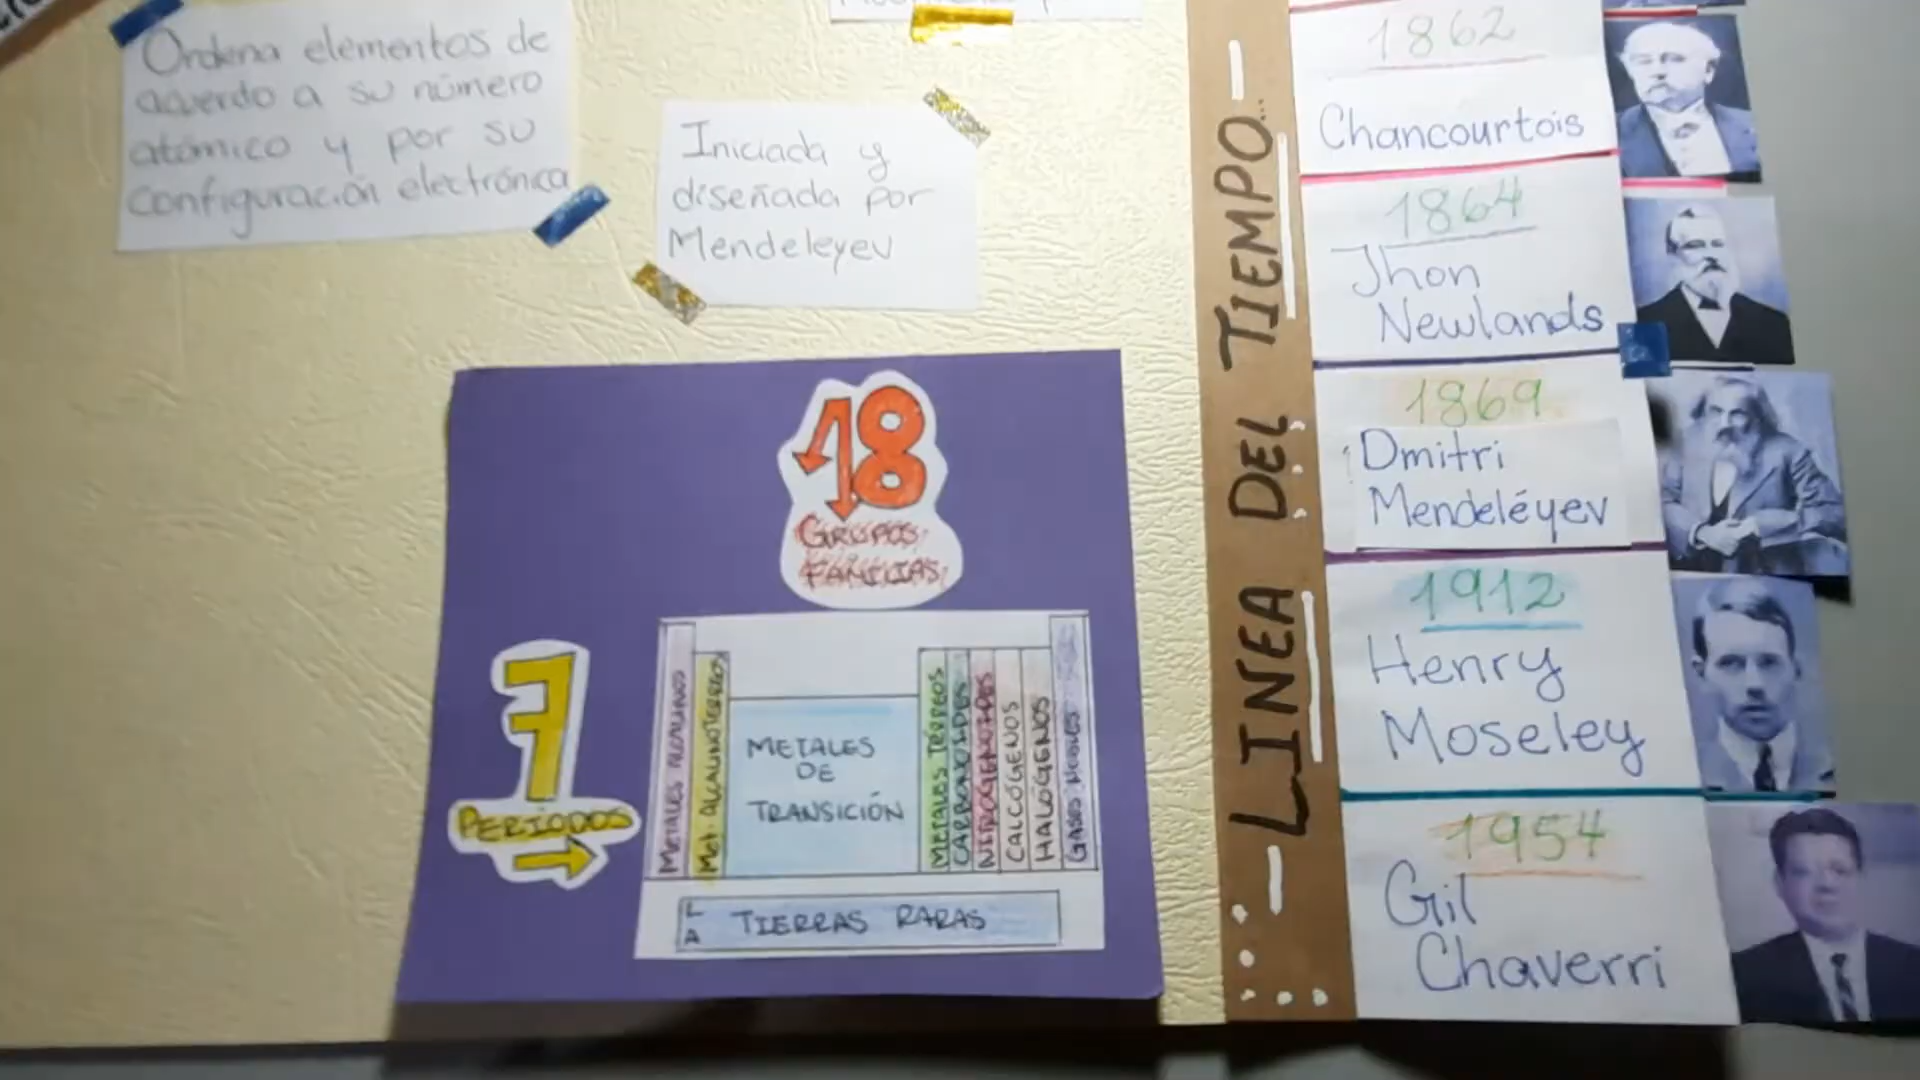 Ordena elementos de
acuerdo a su número
atómico y por su
configuración electrónica
Iniciada y
diseñada por
Mendeleyev
18
GRUPOS
FAMILIAS
7
PERIODOS
METALES ALCALINOS
Met. ALCALINOTERREOS
METALES
DE
TRANSICIÓN
METALES TÉRREOS
CARBONOIDES
NITROGENOIDES
CALCÓGENOS
HALÓGENOS
GASES NOBLES
LA
TIERRAS RARAS
LINEA DEL TIEMPO
1862
Chancourtois
1864
Jhon
Newlands
1869
Dmitri
Mendeléyev
1912
Henry
Moseley
1954
Gil
Chaverri